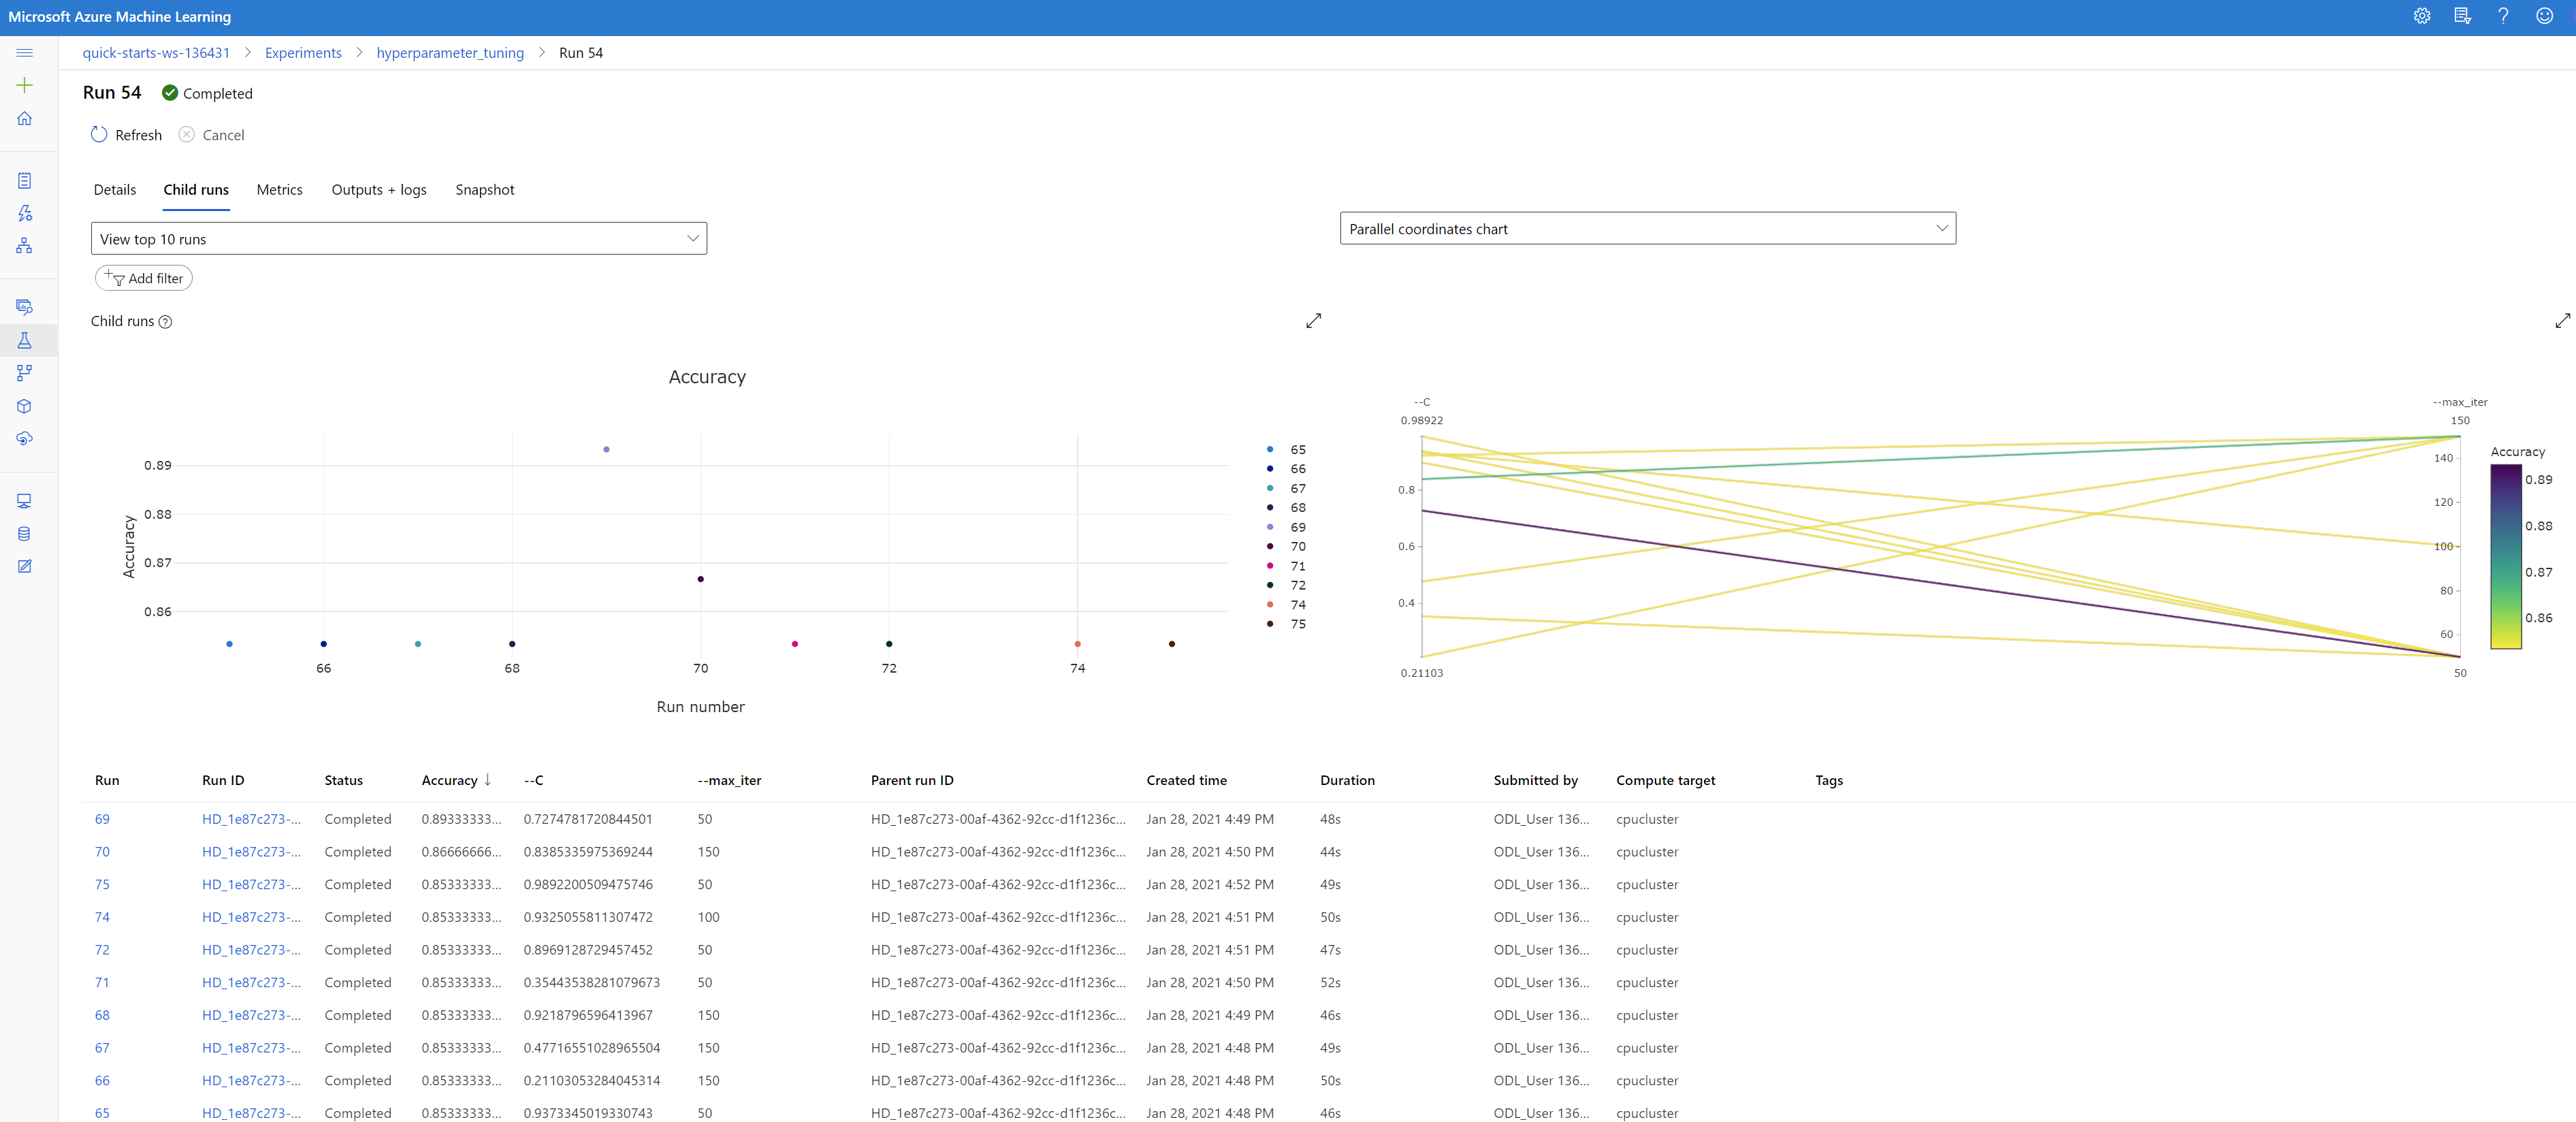 Microsoft Azure Machine Learning
quick-starts-ws-136431 > Experiments > hyperparameter_tuning > Run 54
Run 54 Completed
Refresh Cancel
Details Child runs Metrics Outputs + logs Snapshot
View top 10 runs
Parallel coordinates chart
Add filter
Child runs
Accuracy
Accuracy
0.89
0.88
0.87
0.86
66 68 70 72 74
Run number
65
66
67
68
69
70
71
72
74
75
--C
0.98922
0.8
0.6
0.4
0.21103
--max_iter
150
140
120
100
80
60
50
Accuracy
0.89
0.88
0.87
0.86
Run Run ID Status Accuracy ↓ --C --max_iter Parent run ID Created time Duration Submitted by Compute target Tags
69 HD_1e87c273-... Completed 0.89333333... 0.7274781720844501 50 HD_1e87c273-00af-4362-92cc-d1f1236c... Jan 28, 2021 4:49 PM 48s ODL_User 136... cpucluster
70 HD_1e87c273-... Completed 0.86666666... 0.8385335975369244 150 HD_1e87c273-00af-4362-92cc-d1f1236c... Jan 28, 2021 4:50 PM 44s ODL_User 136... cpucluster
75 HD_1e87c273-... Completed 0.85333333... 0.9892200509475746 50 HD_1e87c273-00af-4362-92cc-d1f1236c... Jan 28, 2021 4:52 PM 49s ODL_User 136... cpucluster
74 HD_1e87c273-... Completed 0.85333333... 0.9325055811307472 100 HD_1e87c273-00af-4362-92cc-d1f1236c... Jan 28, 2021 4:51 PM 50s ODL_User 136... cpucluster
72 HD_1e87c273-... Completed 0.85333333... 0.8969128729457452 50 HD_1e87c273-00af-4362-92cc-d1f1236c... Jan 28, 2021 4:51 PM 47s ODL_User 136... cpucluster
71 HD_1e87c273-... Completed 0.85333333... 0.35443538281079673 50 HD_1e87c273-00af-4362-92cc-d1f1236c... Jan 28, 2021 4:50 PM 52s ODL_User 136... cpucluster
68 HD_1e87c273-... Completed 0.85333333... 0.9218796596413967 150 HD_1e87c273-00af-4362-92cc-d1f1236c... Jan 28, 2021 4:49 PM 46s ODL_User 136... cpucluster
67 HD_1e87c273-... Completed 0.85333333... 0.47716551028965504 150 HD_1e87c273-00af-4362-92cc-d1f1236c... Jan 28, 2021 4:48 PM 49s ODL_User 136... cpucluster
66 HD_1e87c273-... Completed 0.85333333... 0.21103053284045314 150 HD_1e87c273-00af-4362-92cc-d1f1236c... Jan 28, 2021 4:48 PM 50s ODL_User 136... cpucluster
65 HD_1e87c273-... Completed 0.85333333... 0.9373345019330743 50 HD_1e87c273-00af-4362-92cc-d1f1236c... Jan 28, 2021 4:48 PM 46s ODL_User 136... cpucluster